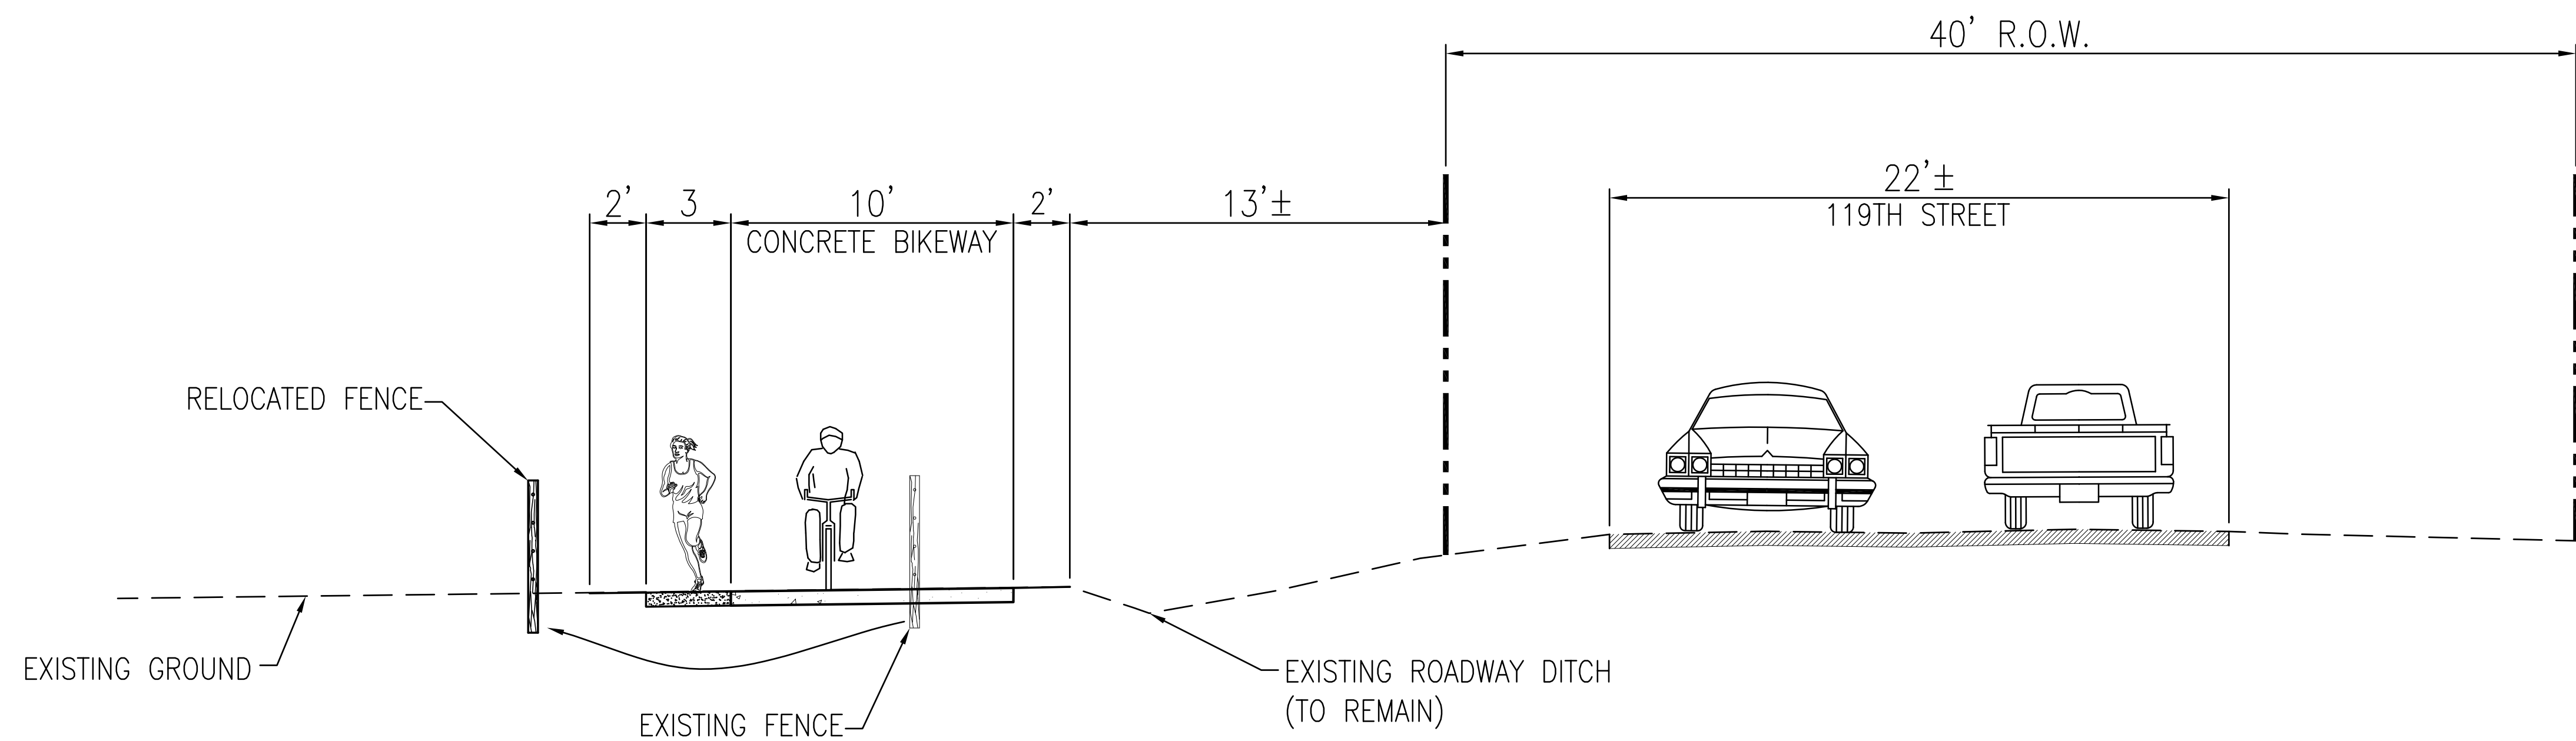 40' R.O.W.
22'±
119TH STREET
2'
3
10'
2'
13'±
CONCRETE BIKEWAY
RELOCATED FENCE
EXISTING GROUND
EXISTING FENCE
EXISTING ROADWAY DITCH
(TO REMAIN)